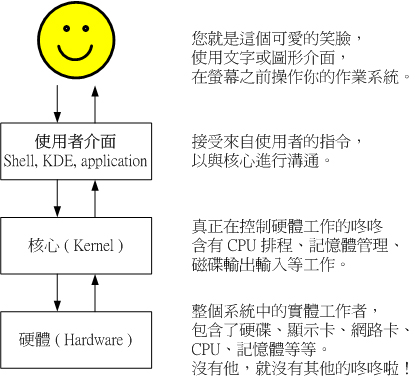 您就是這個可愛的笑臉，
使用文字或圖形介面，
在螢幕之前操作你的作業系統。
使用者介面
Shell, KDE, application
接受來自使用者的指令，
以與核心進行溝通。
核心 ( Kernel )
真正在控制硬體工作的咚咚
含有 CPU 排程、記憶體管理、
磁碟輸出輸入等工作。
硬體 ( Hardware )
整個系統中的實體工作者，
包含了硬碟、顯示卡、網路卡、
CPU、記憶體等等。
沒有他，就沒有其他的咚咚啦！